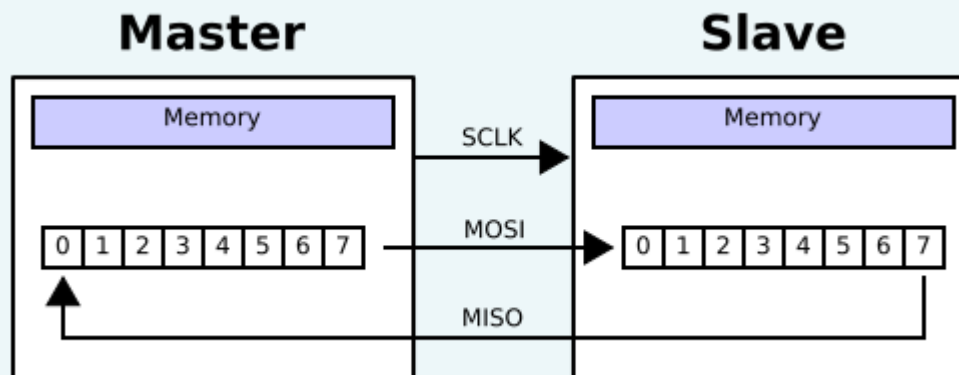 Master Slave
Memory Memory
SCLK
MOSI
0 1 2 3 4 5 6 7 0 1 2 3 4 5 6 7
MISO